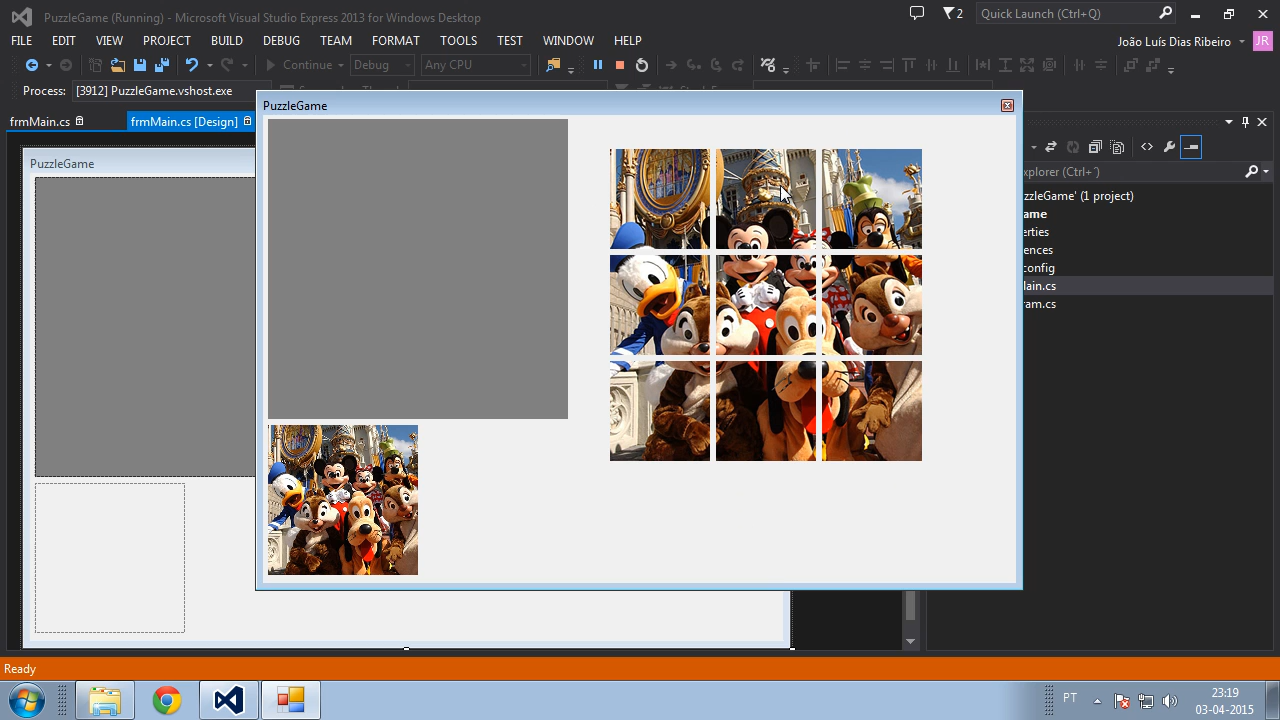 PuzzleGame (Running) - Microsoft Visual Studio Express 2013 for Windows Desktop
2
Quick Launch (Ctrl+Q)
FILE EDIT VIEW PROJECT BUILD DEBUG TEAM FORMAT TOOLS TEST WINDOW HELP
João Luís Dias Ribeiro
JR
Continue Debug Any CPU
Process: [3912] PuzzleGame.vshost.exe
PuzzleGame
frmMain.cs frmMain.cs [Design]
PuzzleGame
xplorer (Ctrl+´)
zzleGame' (1 project)
ame
erties
ences
config
Main.cs
ram.cs
Ready
PT
23:19
03-04-2015